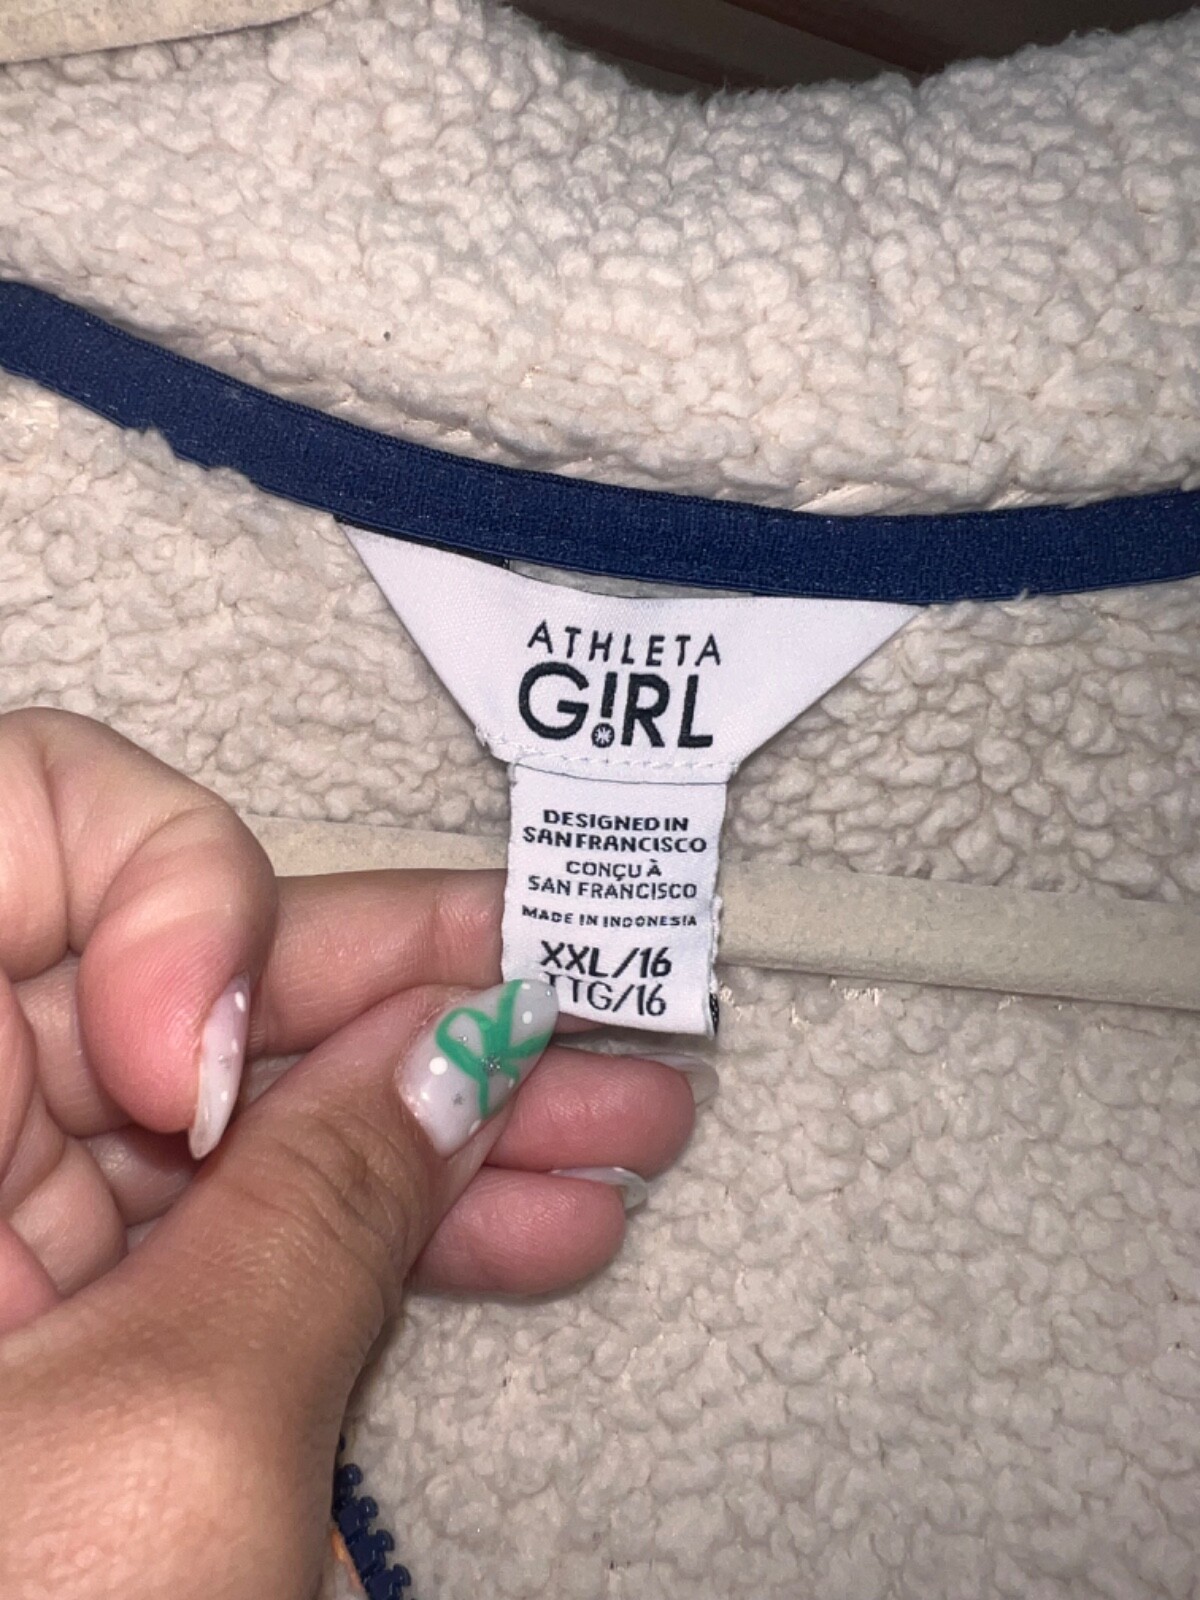 ATHLETA
G!RL
DESIGNED IN
SAN FRANCISCO
CONÇU À
SAN FRANCISCO
MADE IN INDONESIA
XXL/16
TTG/16